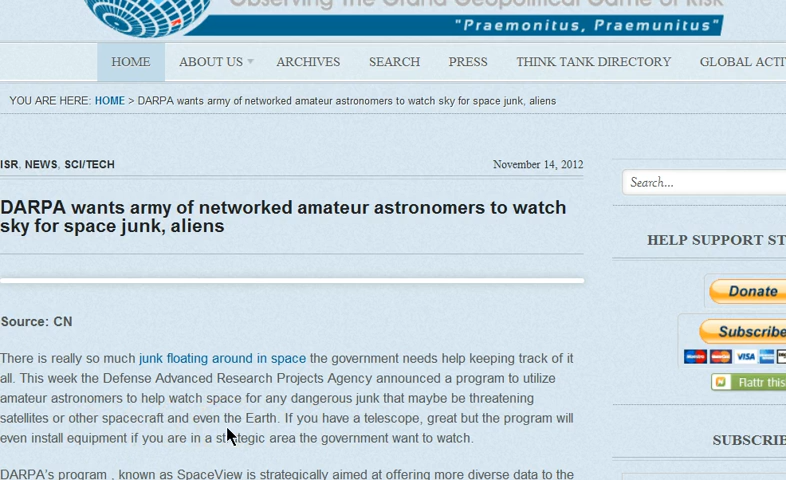 Observing the Grand Geopolitical Game of Risk
"Praemonitus, Praemunitus"
HOME ABOUT US ARCHIVES SEARCH PRESS THINK TANK DIRECTORY GLOBAL ACTI
YOU ARE HERE: HOME > DARPA wants army of networked amateur astronomers to watch sky for space junk, aliens
ISR, NEWS, SCI/TECH November 14, 2012
DARPA wants army of networked amateur astronomers to watch
sky for space junk, aliens
Source: CN
There is really so much junk floating around in space the government needs help keeping track of it
all. This week the Defense Advanced Research Projects Agency announced a program to utilize
amateur astronomers to help watch space for any dangerous junk that maybe be threatening
satellites or other spacecraft and even the Earth. If you have a telescope, great but the program will
even install equipment if you are in a strategic area the government want to watch.
DARPA's program , known as SpaceView is strategically aimed at offering more diverse data to the
Search...
HELP SUPPORT ST
Donate
Subscribe
VISA
Flattr this
SUBSCRIE